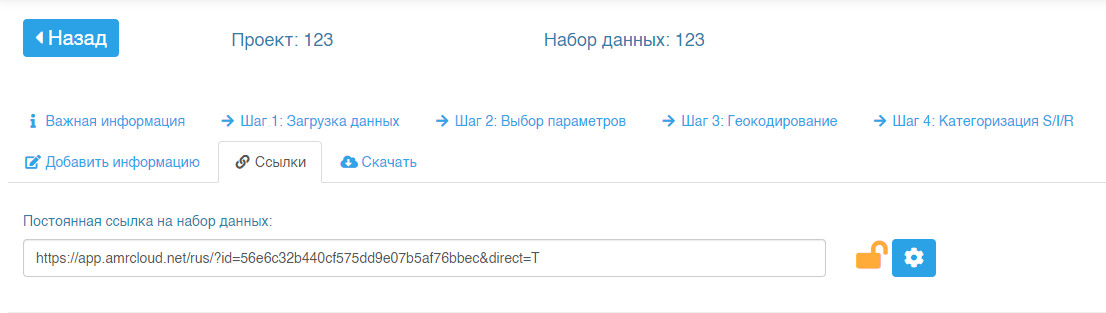 Назад Проект: 123 Набор данных: 123
Важная информация Шаг 1: Загрузка данных Шаг 2: Выбор параметров Шаг 3: Геокодирование Шаг 4: Категоризация S/I/R
Добавить информацию Ссылки Скачать
Постоянная ссылка на набор данных:
https://app.amrcloud.net/rus/?id=56e6c32b440cf575dd9e07b5af76bbec&direct=T